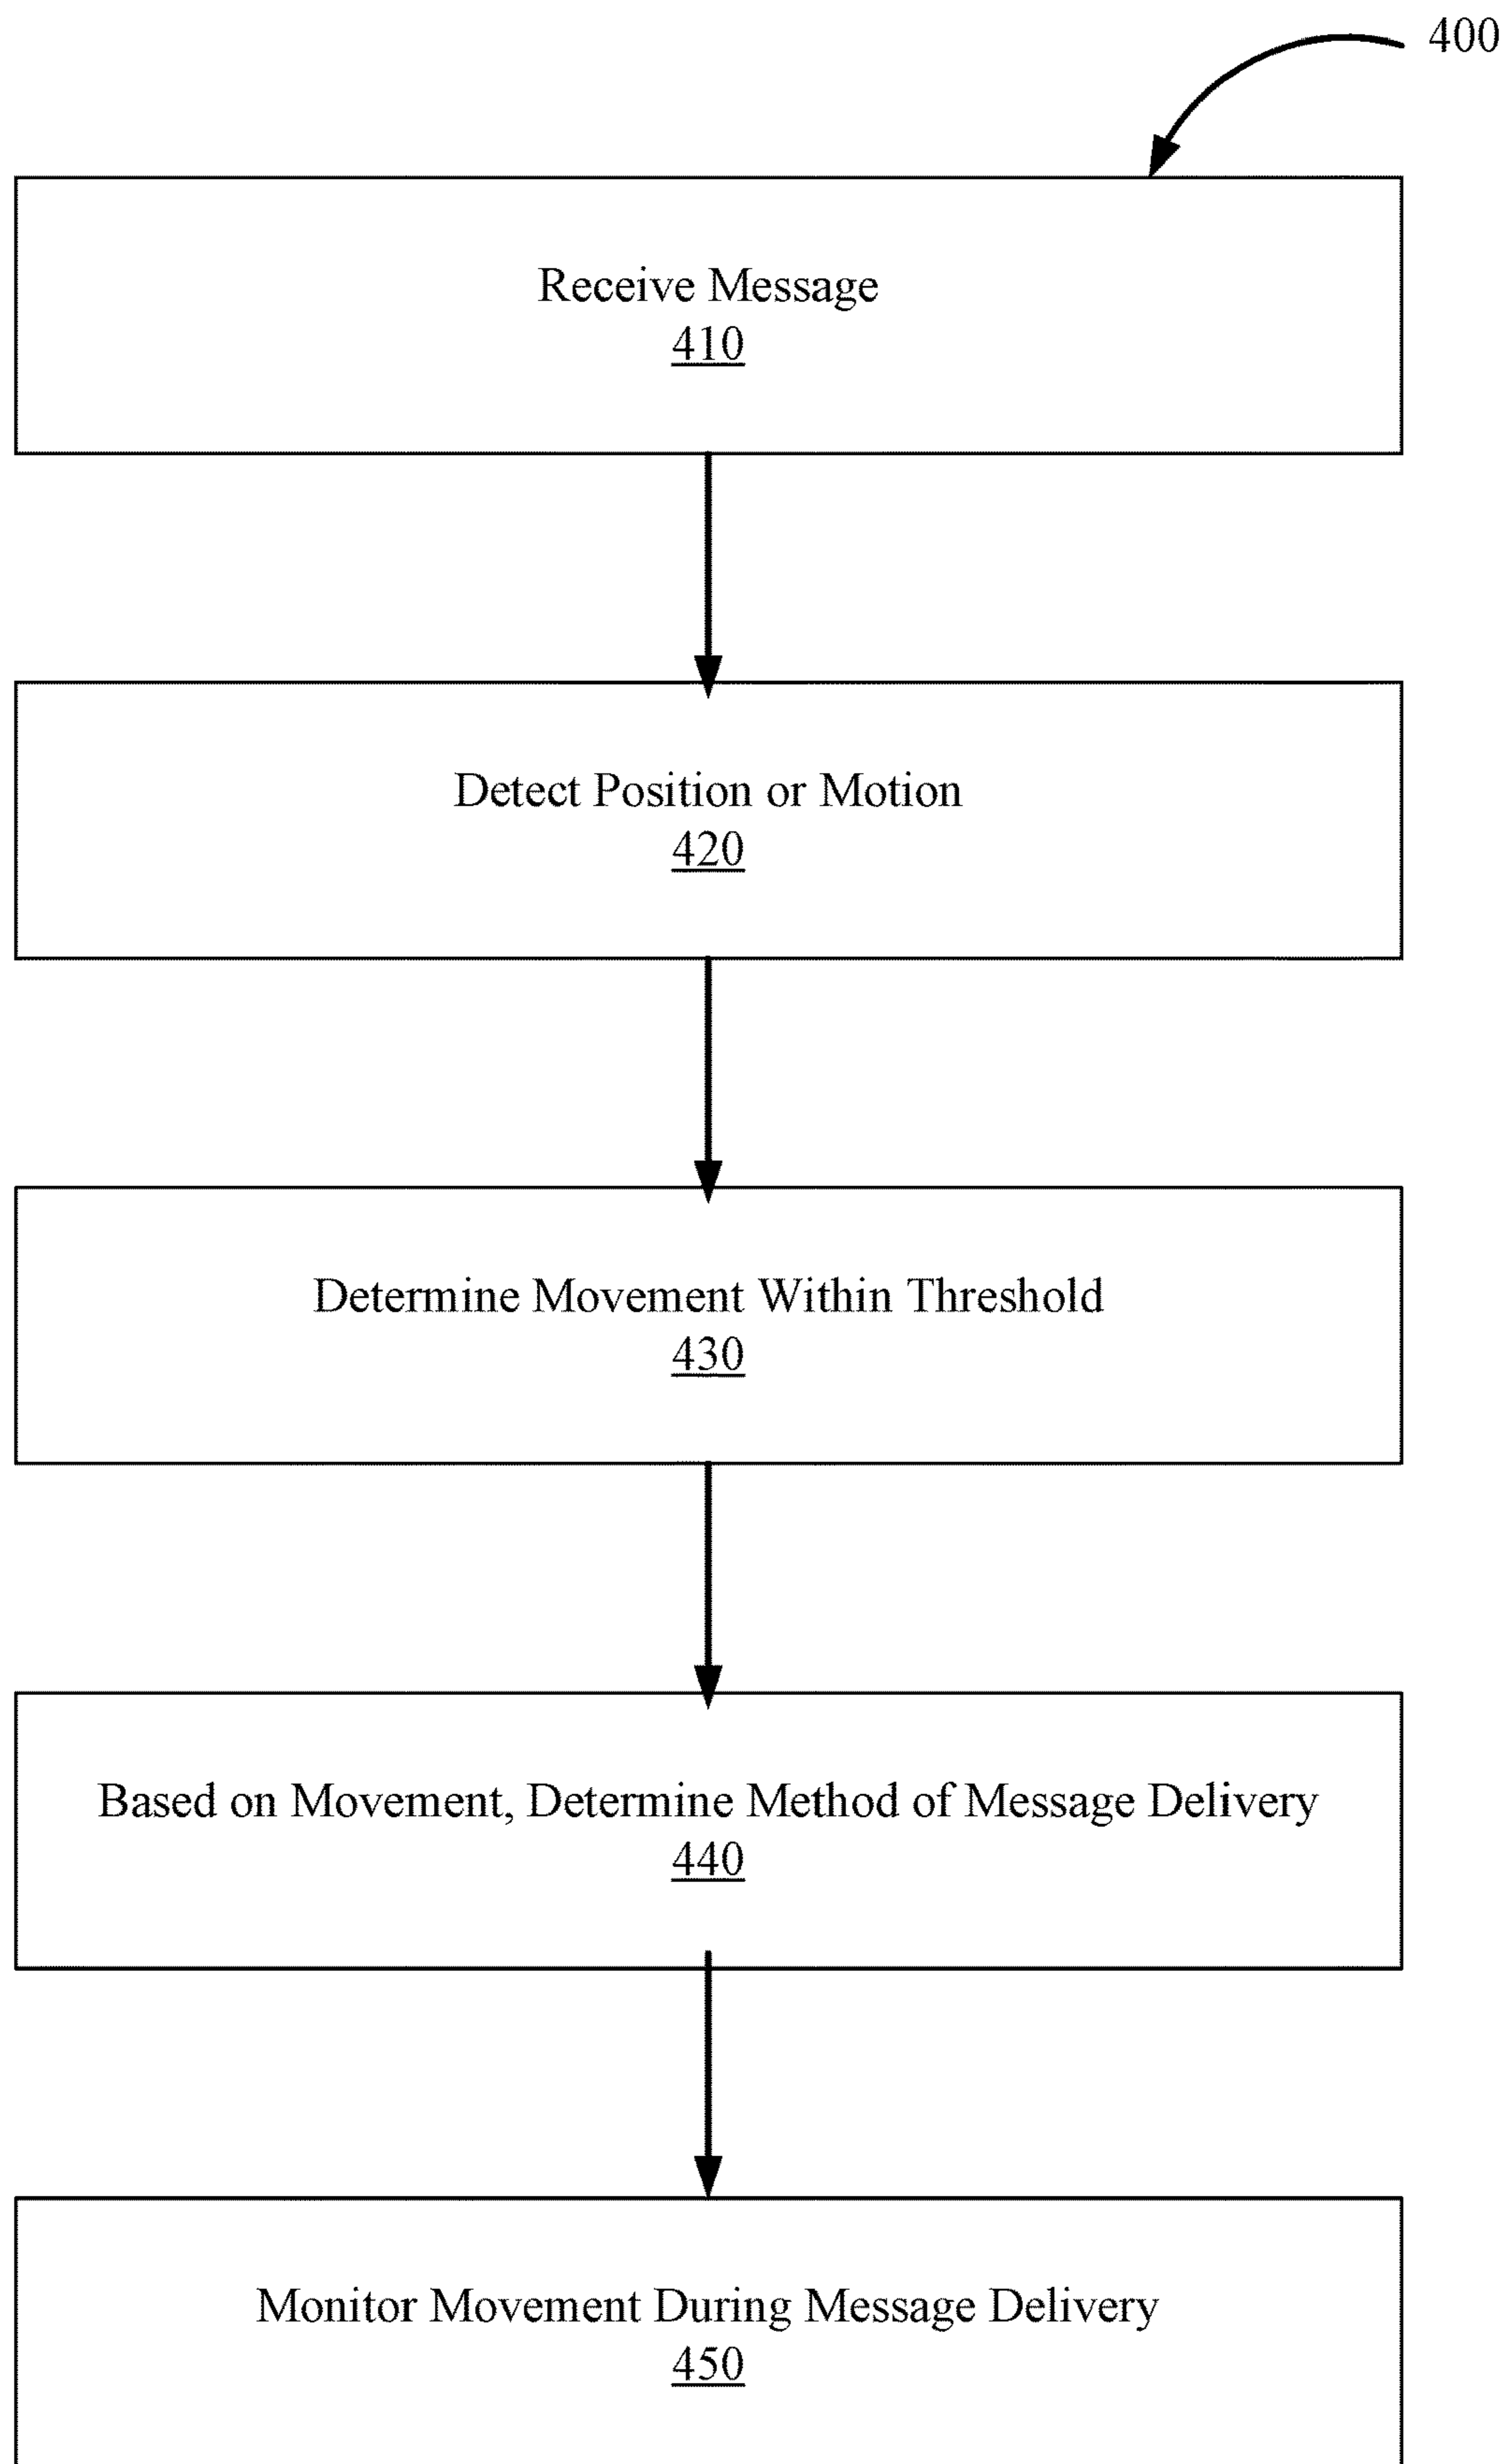 400
Receive Message
410
Detect Position or Motion
420
Determine Movement Within Threshold
430
Based on Movement, Determine Method of Message Delivery
440
Monitor Movement During Message Delivery
450